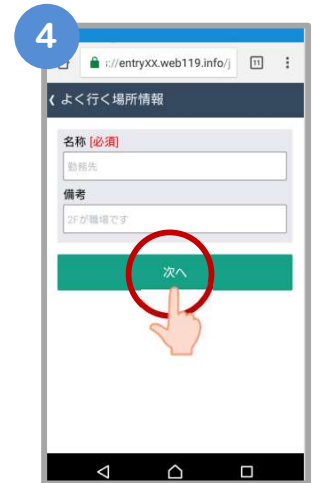 4
://entryXX.web119.info/j
11
よく行く場所情報
名称 [必須]
勤務先
備考
2Fが職場です
次へ